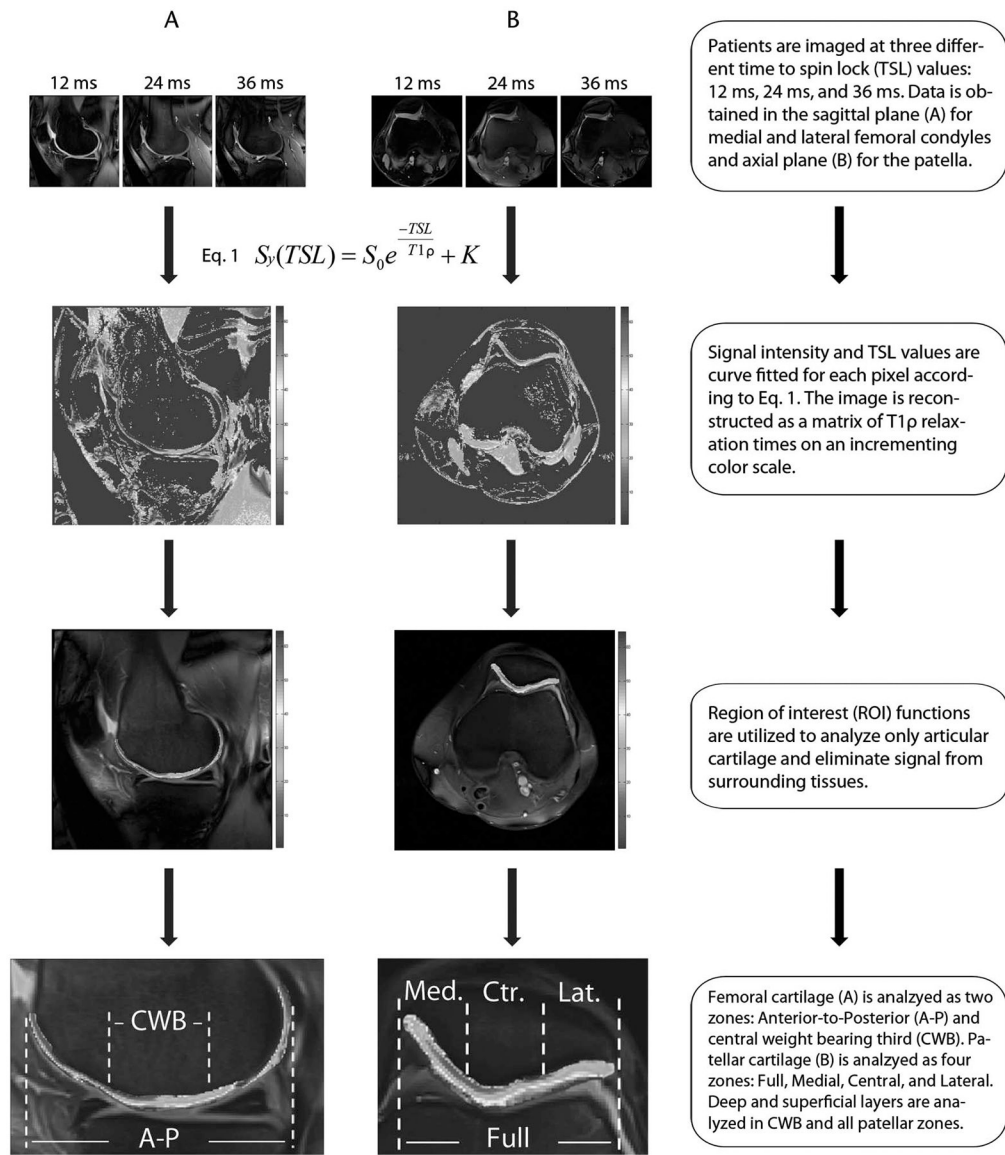 A
B
12 ms 24 ms 36 ms
12 ms 24 ms 36 ms
Patients are imaged at three differ-
ent time to spin lock (TSL) values:
12 ms, 24 ms, and 36 ms. Data is ob-
tained in the sagittal plane (A) for
medial and lateral femoral condyles
and axial plane (B) for the patella.
Eq. 1 Sy(TSL) = S₀e^(-TSL/T1ρ) + K
Signal intensity and TSL values are
curve fitted for each pixel accord-
ing to Eq. 1. The image is recon-
structed as a matrix of T1ρ relax-
ation times on an incrementing
color scale.
Region of interest (ROI) functions
are utilized to analyze only articular
cartilage and eliminate signal from
surrounding tissues.
CWB
A-P
Med. Ctr. Lat.
Full
Femoral cartilage (A) is analzyed as two
zones: Anterior-to-Posterior (A-P) and
central weight bearing third (CWB). Pa-
tellar cartilage (B) is analzyed as four
zones: Full, Medial, Central, and Lateral.
Deep and superficial layers are ana-
lyzed in CWB and all patellar zones.